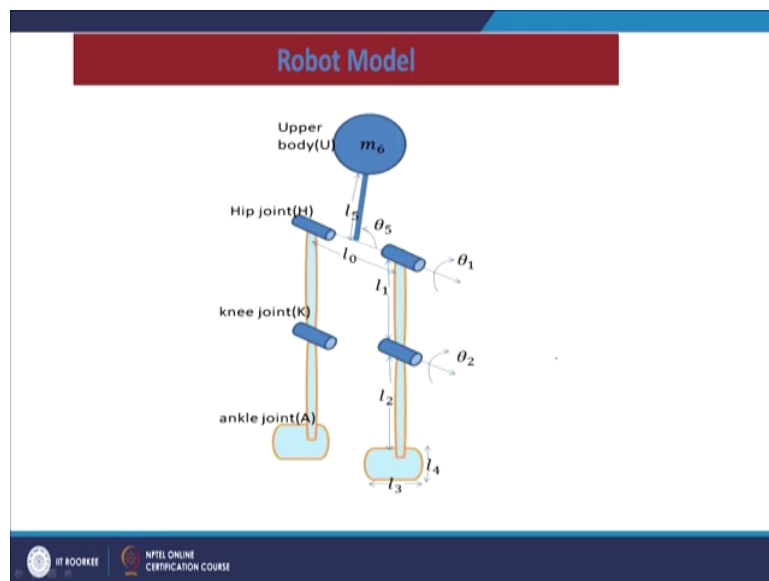 Robot Model
Upper
body(U)
m₆
l₅
Hip joint(H)
θ₅
l₀
θ₁
l₁
knee joint(K)
θ₂
l₂
ankle joint(A)
l₄
l₃
IIT ROORKEE
NPTEL ONLINE
CERTIFICATION COURSE